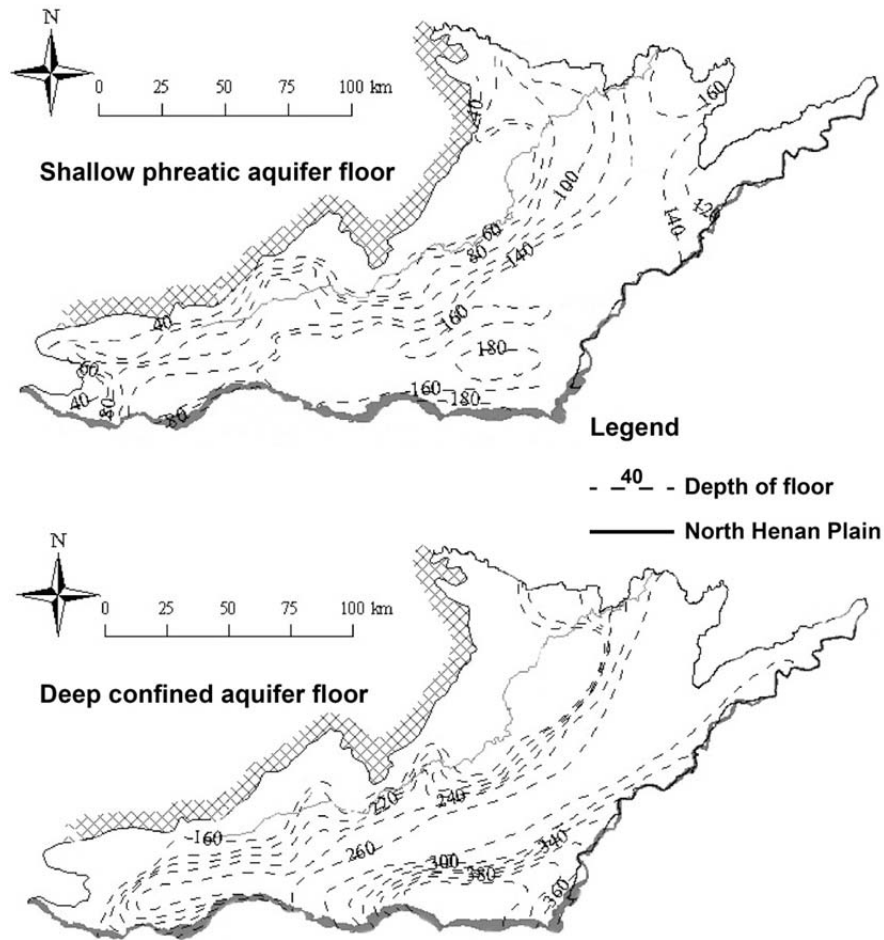 N
0 25 50 75 100 km
Shallow phreatic aquifer floor
40
160
100
140
120
60
80
140
40
160
60
180
40
80
80
160
180
Legend
40 Depth of floor
North Henan Plain
N
0 25 50 75 100 km
Deep confined aquifer floor
220
240
160
260
340
300
380
360